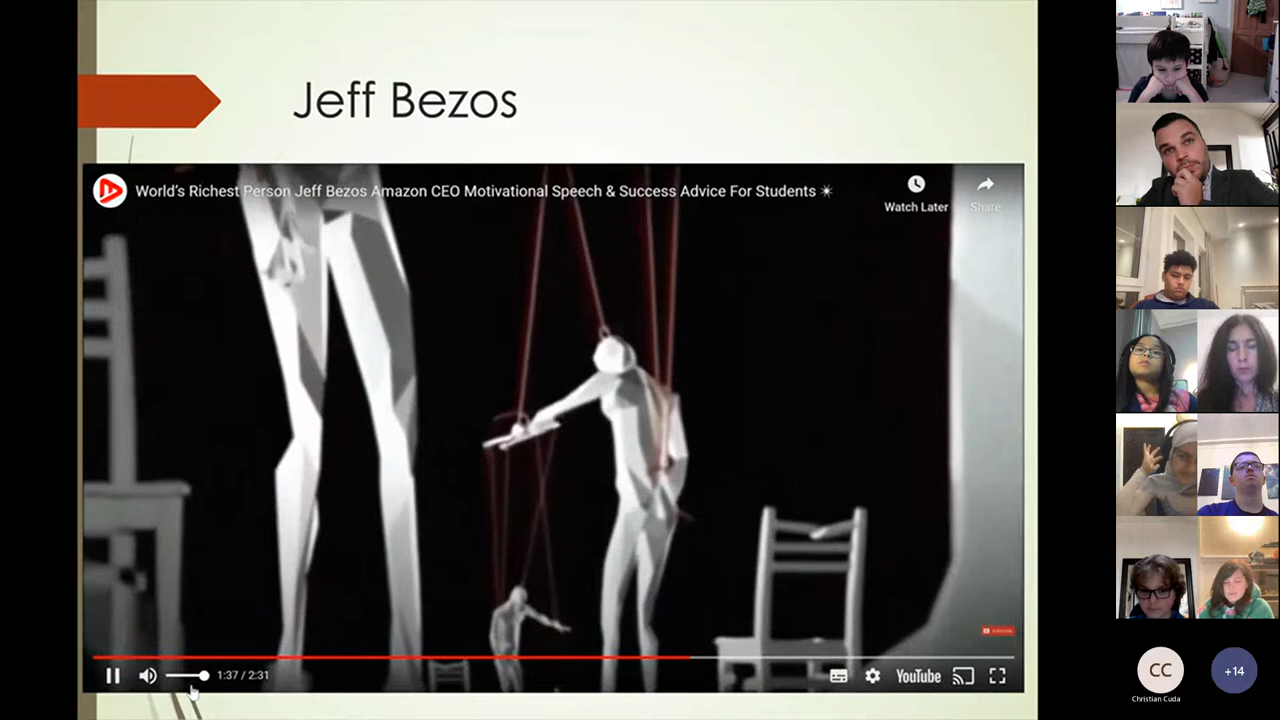 Jeff Bezos
World's Richest Person Jeff Bezos Amazon CEO Motivational Speech & Success Advice For Students ✴
Watch Later
Share
1:37 / 2:31
YouTube
CC
Christian Cuda
+14